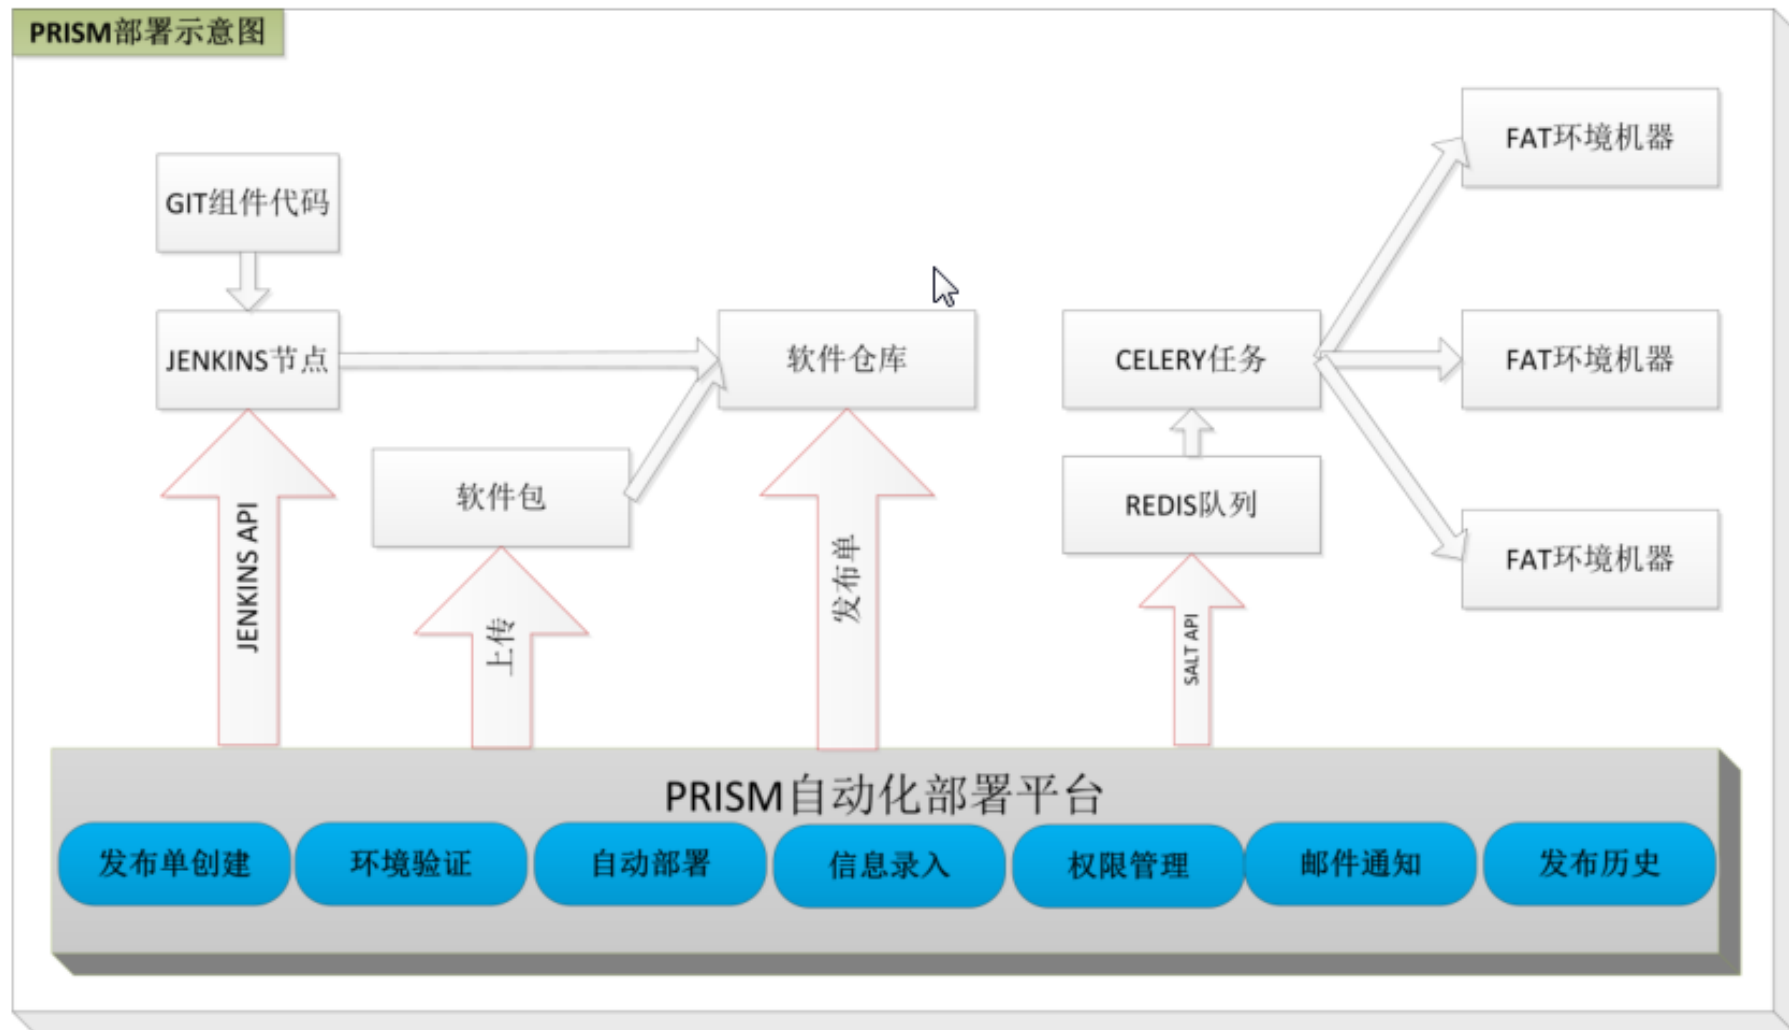 PRISM部署示意图
GIT组件代码
JENKINS节点
软件仓库
软件包
CELERY任务
REDIS队列
FAT环境机器
FAT环境机器
FAT环境机器
JENKINS API
上传
发布单
SALT API
PRISM自动化部署平台
发布单创建
环境验证
自动部署
信息录入
权限管理
邮件通知
发布历史